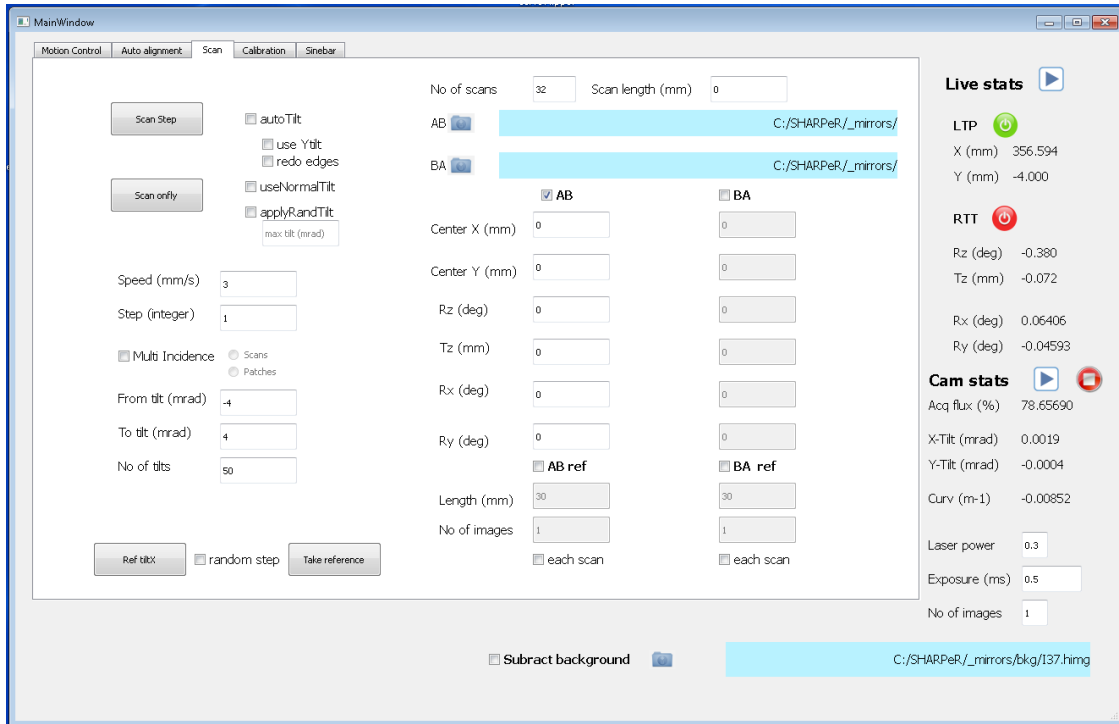 MainWindow
Motion Control Auto alignment Scan Calibration Sinebar
No of scans 32 Scan length (mm) 0
Live stats
Scan Step autoTilt AB C:/SHARPeR/_mirrors/
LTP
use Ytilt
X (mm) 356.594
redo edges BA C:/SHARPeR/_mirrors/
Y (mm) -4.000
Scan onfly useNormalTilt AB BA
applyRandTilt
RTT
max tilt (mrad) Center X (mm) 0 0
Rz (deg) -0.380
Center Y (mm) 0 0
Speed (mm/s) 3
Tz (mm) -0.072
Step (integer) 1 Rz (deg) 0 0
Rx (deg) 0.06406
Multi Incidence Scans Tz (mm) 0 0
Ry (deg) -0.04593
Patches
Cam stats
From tilt (mrad) -4 Rx (deg) 0 0
Acq flux (%) 78.65690
To tilt (mrad) 4 Ry (deg) 0 0
X-Tilt (mrad) 0.0019
No of tilts 50 AB ref BA ref
Y-Tilt (mrad) -0.0004
Length (mm) 30 30
Curv (m-1) -0.00852
No of images 1 1
Laser power 0.3
Ref tiltX random step Take reference each scan each scan
Exposure (ms) 0.5
No of images 1
Subract background C:/SHARPeR/_mirrors/bkg/I37.himg